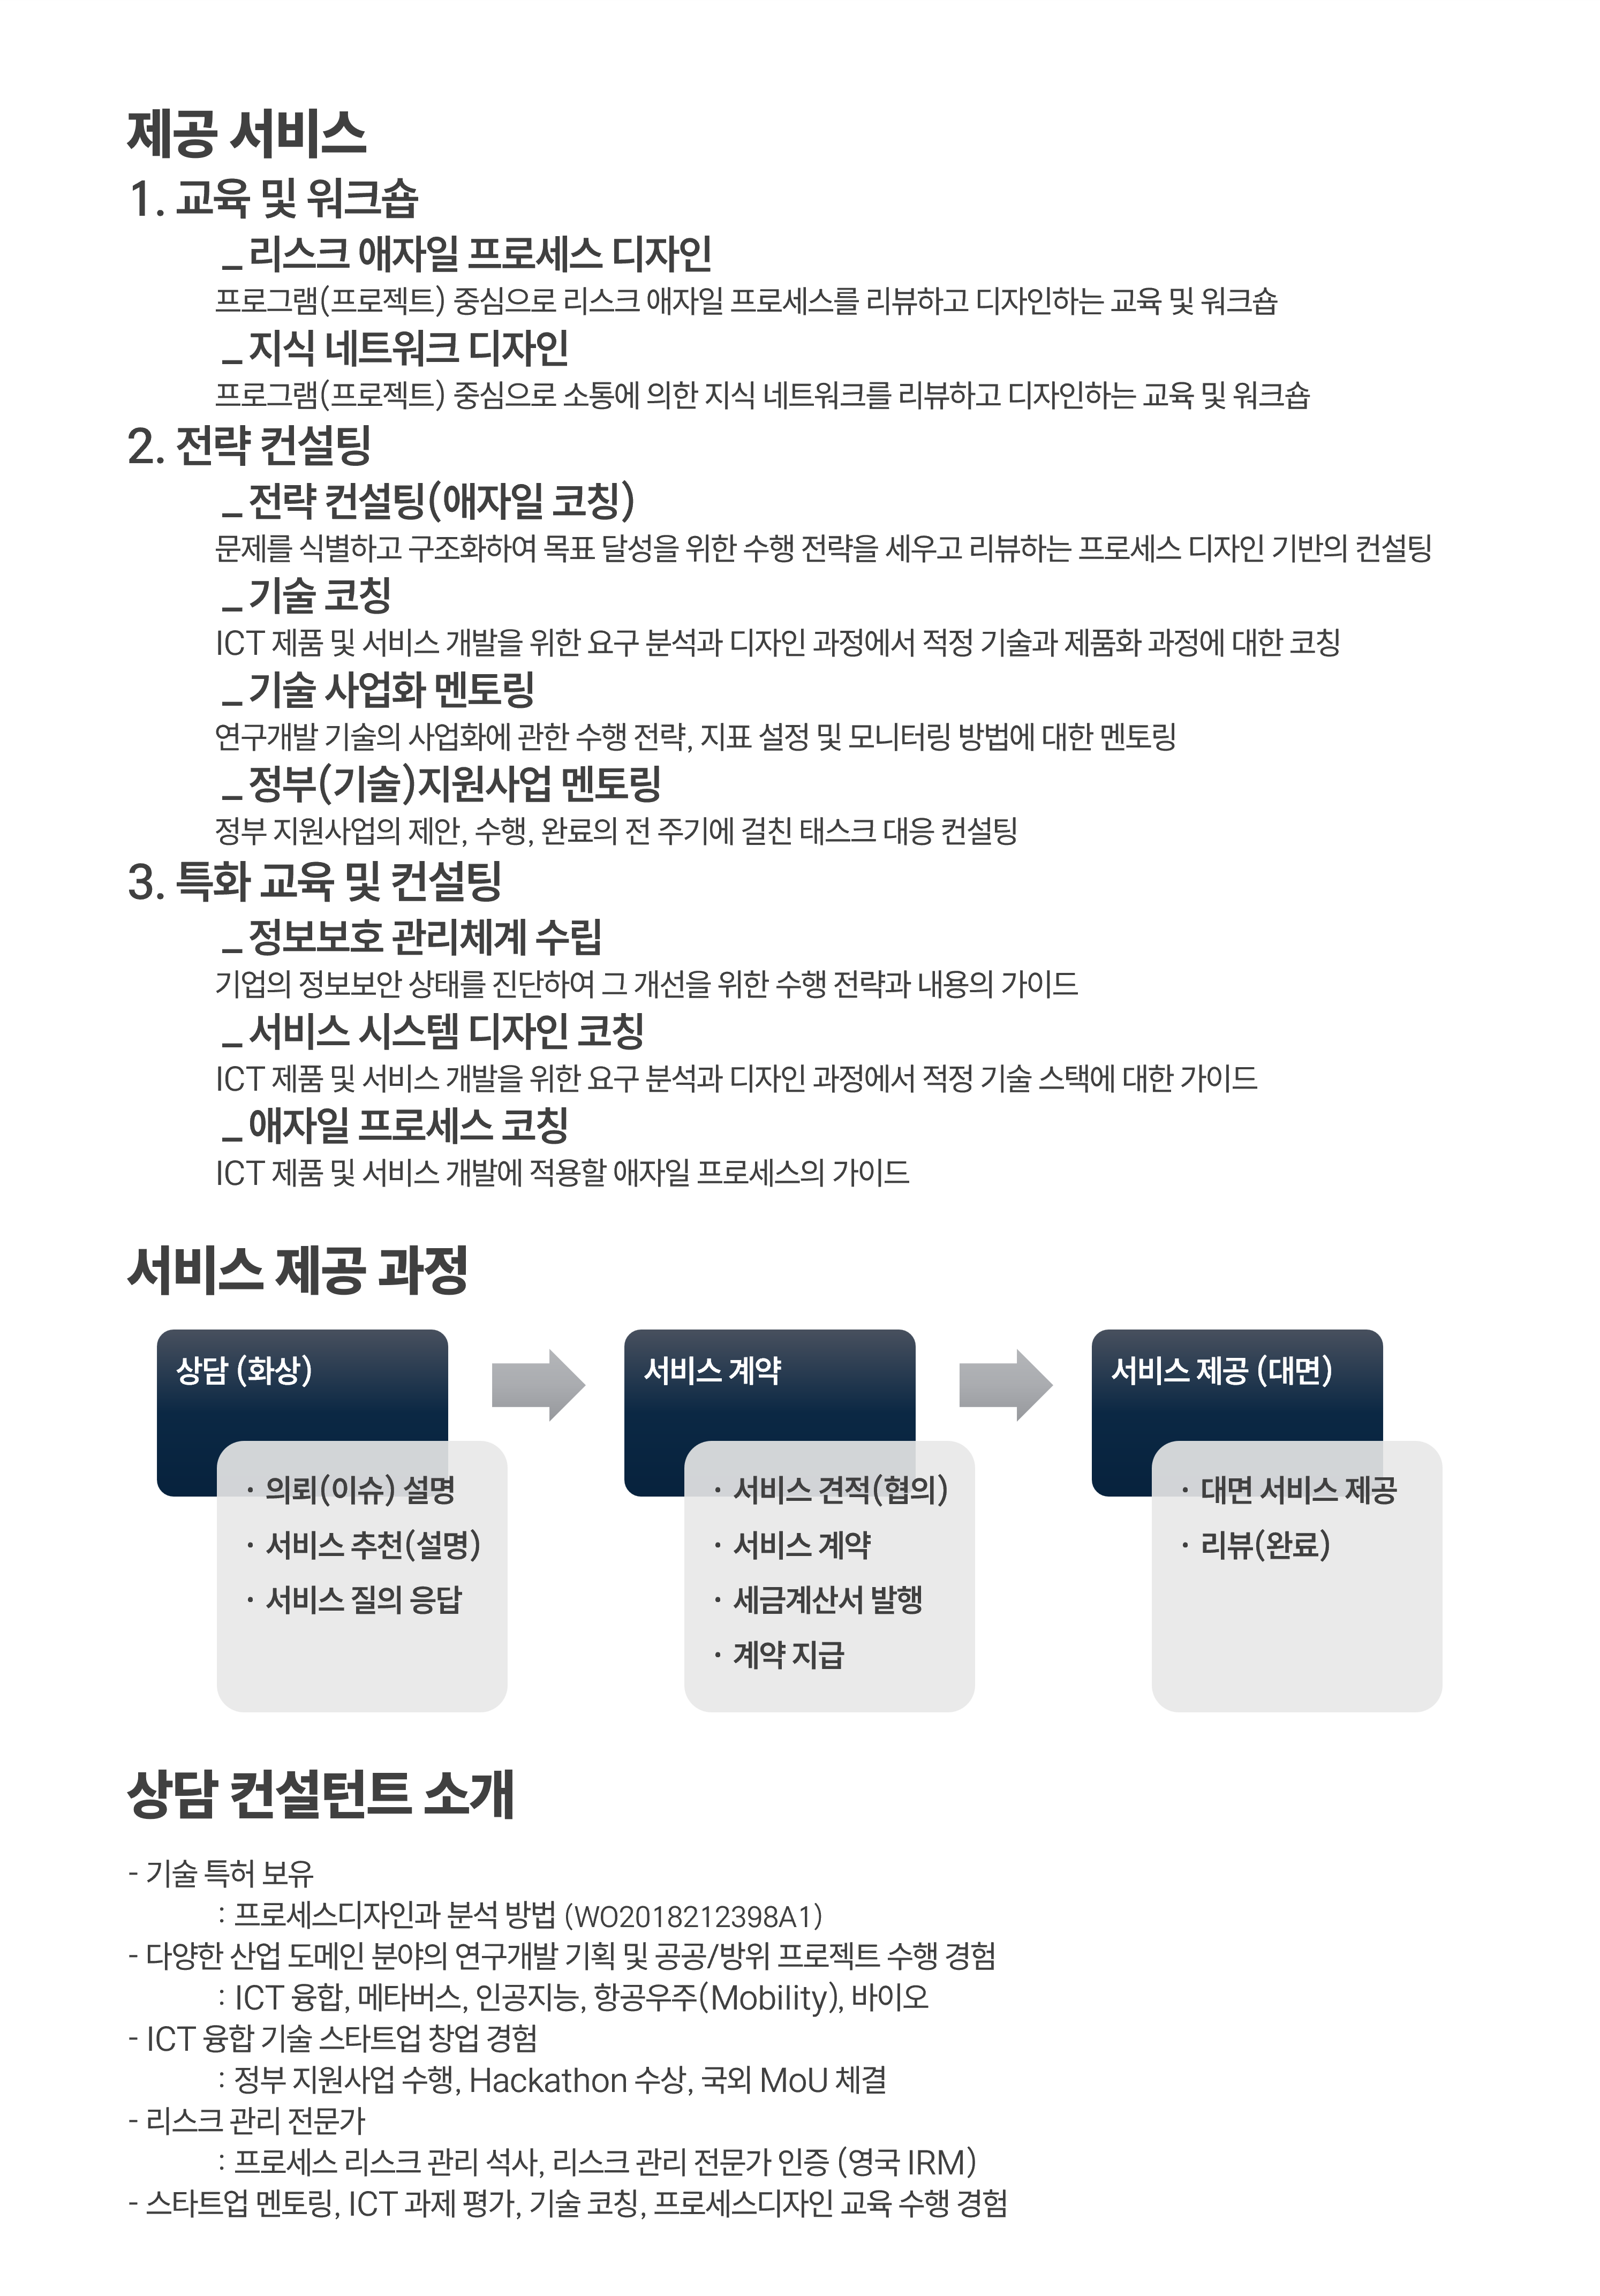 제공 서비스
1. 교육 및 워크숍
_ 리스크 애자일 프로세스 디자인
프로그램(프로젝트) 중심으로 리스크 애자일 프로세스를 리뷰하고 디자인하는 교육 및 워크숍
_ 지식 네트워크 디자인
프로그램(프로젝트) 중심으로 소통에 의한 지식 네트워크를 리뷰하고 디자인하는 교육 및 워크숍
2. 전략 컨설팅
_ 전략 컨설팅(애자일 코칭)
문제를 식별하고 구조화하여 목표 달성을 위한 수행 전략을 세우고 리뷰하는 프로세스 디자인 기반의 컨설팅
_ 기술 코칭
ICT 제품 및 서비스 개발을 위한 요구 분석과 디자인 과정에서 적정 기술과 제품화 과정에 대한 코칭
_ 기술 사업화 멘토링
연구개발 기술의 사업화에 관한 수행 전략, 지표 설정 및 모니터링 방법에 대한 멘토링
_ 정부(기술)지원사업 멘토링
정부 지원사업의 제안, 수행, 완료의 전 주기에 걸친 태스크 대응 컨설팅
3. 특화 교육 및 컨설팅
_ 정보보호 관리체계 수립
기업의 정보보안 상태를 진단하여 그 개선을 위한 수행 전략과 내용의 가이드
_ 서비스 시스템 디자인 코칭
ICT 제품 및 서비스 개발을 위한 요구 분석과 디자인 과정에서 적정 기술 스택에 대한 가이드
_ 애자일 프로세스 코칭
ICT 제품 및 서비스 개발에 적용할 애자일 프로세스의 가이드
서비스 제공 과정
상담 (화상)
· 의뢰(이슈) 설명
· 서비스 추천(설명)
· 서비스 질의 응답
서비스 계약
· 서비스 견적(협의)
· 서비스 계약
· 세금계산서 발행
· 계약 지급
서비스 제공 (대면)
· 대면 서비스 제공
· 리뷰(완료)
상담 컨설턴트 소개
- 기술 특허 보유
: 프로세스디자인과 분석 방법 (WO2018212398A1)
- 다양한 산업 도메인 분야의 연구개발 기획 및 공공/방위 프로젝트 수행 경험
: ICT 융합, 메타버스, 인공지능, 항공우주(Mobility), 바이오
- ICT 융합 기술 스타트업 창업 경험
: 정부 지원사업 수행, Hackathon 수상, 국외 MoU 체결
- 리스크 관리 전문가
: 프로세스 리스크 관리 석사, 리스크 관리 전문가 인증 (영국 IRM)
- 스타트업 멘토링, ICT 과제 평가, 기술 코칭, 프로세스디자인 교육 수행 경험